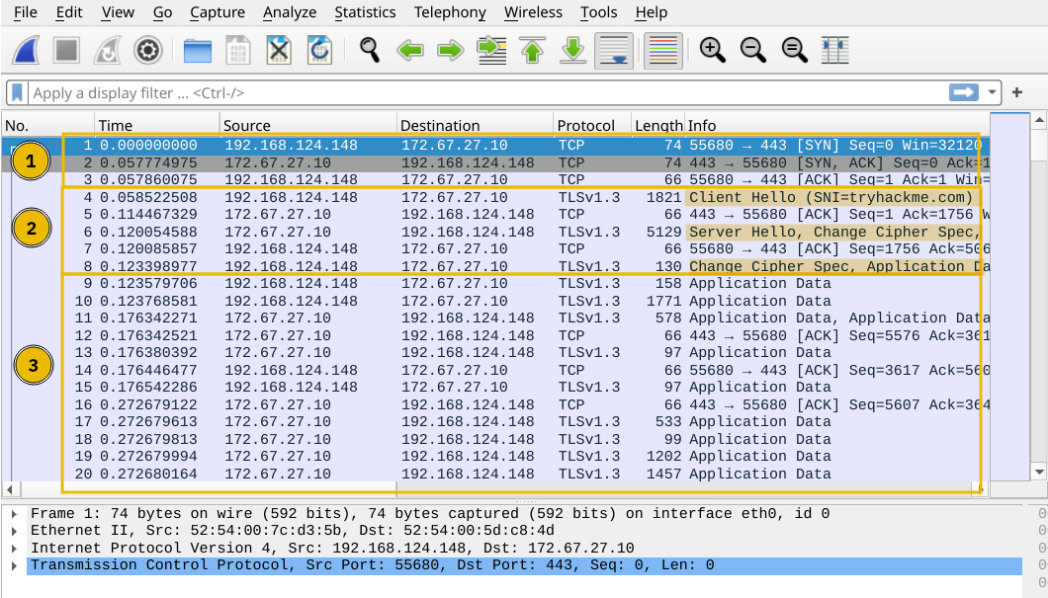 File Edit View Go Capture Analyze Statistics Telephony Wireless Tools Help
Apply a display filter ... <Ctrl-/>
No. Time Source Destination Protocol Length Info
1 0.000000000 192.168.124.148 172.67.27.10 TCP 74 55680 → 443 [SYN] Seq=0 Win=32120
1
2 0.057774975 172.67.27.10 192.168.124.148 TCP 74 443 → 55680 [SYN, ACK] Seq=0 Ack=1
3 0.057860075 192.168.124.148 172.67.27.10 TCP 66 55680 → 443 [ACK] Seq=1 Ack=1 Win=
4 0.058522508 192.168.124.148 172.67.27.10 TLSv1.3 1821 Client Hello (SNI=tryhackme.com)
5 0.114467329 172.67.27.10 192.168.124.148 TCP 66 443 → 55680 [ACK] Seq=1 Ack=1756 W
2
6 0.120054588 172.67.27.10 192.168.124.148 TLSv1.3 5129 Server Hello, Change Cipher Spec,
7 0.120085857 192.168.124.148 172.67.27.10 TCP 66 55680 → 443 [ACK] Seq=1756 Ack=506
8 0.123398977 192.168.124.148 172.67.27.10 TLSv1.3 130 Change Cipher Spec, Application Da
9 0.123579706 192.168.124.148 172.67.27.10 TLSv1.3 158 Application Data
10 0.123768581 192.168.124.148 172.67.27.10 TLSv1.3 1771 Application Data
11 0.176342271 172.67.27.10 192.168.124.148 TLSv1.3 578 Application Data, Application Data
12 0.176342521 172.67.27.10 192.168.124.148 TCP 66 443 → 55680 [ACK] Seq=5576 Ack=361
13 0.176380392 172.67.27.10 192.168.124.148 TLSv1.3 97 Application Data
3
14 0.176446477 192.168.124.148 172.67.27.10 TCP 66 55680 → 443 [ACK] Seq=3617 Ack=560
15 0.176542286 192.168.124.148 172.67.27.10 TLSv1.3 97 Application Data
16 0.272679122 172.67.27.10 192.168.124.148 TCP 66 443 → 55680 [ACK] Seq=5607 Ack=364
17 0.272679613 172.67.27.10 192.168.124.148 TLSv1.3 533 Application Data
18 0.272679813 172.67.27.10 192.168.124.148 TLSv1.3 99 Application Data
19 0.272679994 172.67.27.10 192.168.124.148 TLSv1.3 1202 Application Data
20 0.272680164 172.67.27.10 192.168.124.148 TLSv1.3 1457 Application Data
Frame 1: 74 bytes on wire (592 bits), 74 bytes captured (592 bits) on interface eth0, id 0
Ethernet II, Src: 52:54:00:7c:d3:5b, Dst: 52:54:00:5d:c8:4d
Internet Protocol Version 4, Src: 192.168.124.148, Dst: 172.67.27.10
Transmission Control Protocol, Src Port: 55680, Dst Port: 443, Seq: 0, Len: 0